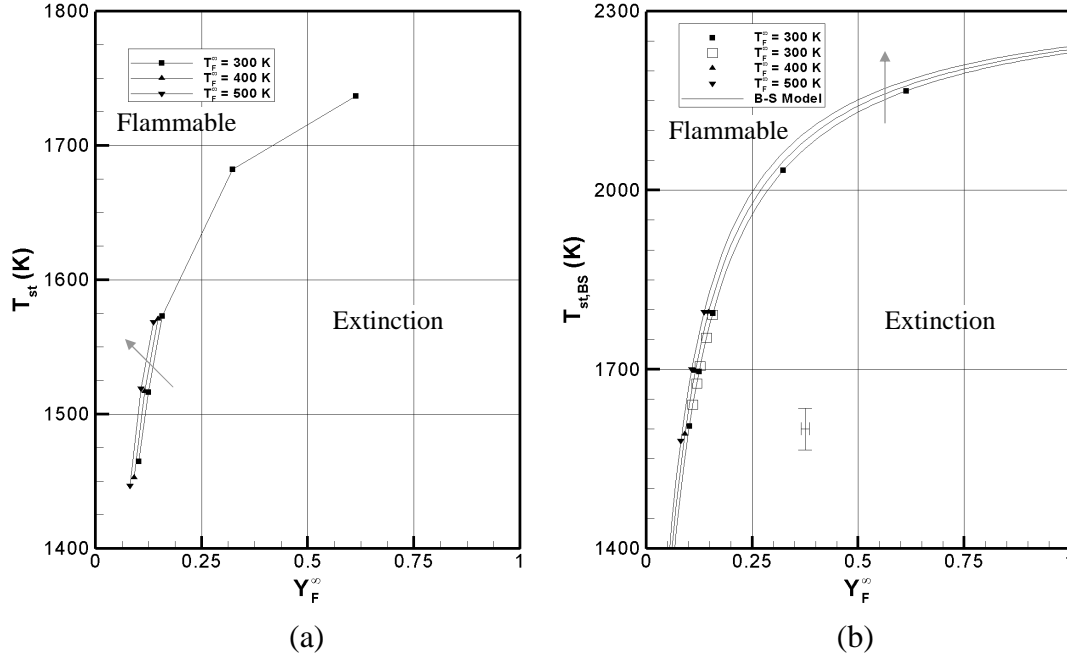 1800
1700
1600
1500
1400
T_st (K)
T_F^∞ = 300 K
T_F^∞ = 400 K
T_F^∞ = 500 K
Flammable
Extinction
0
0.25
0.5
0.75
1
Y_F^∞
(a)
2300
2000
1700
1400
T_st,BS (K)
T_F^∞ = 300 K
T_F^∞ = 300 K
T_F^∞ = 400 K
T_F^∞ = 500 K
B-S Model
Flammable
Extinction
0
0.25
0.5
0.75
1
Y_F^∞
(b)